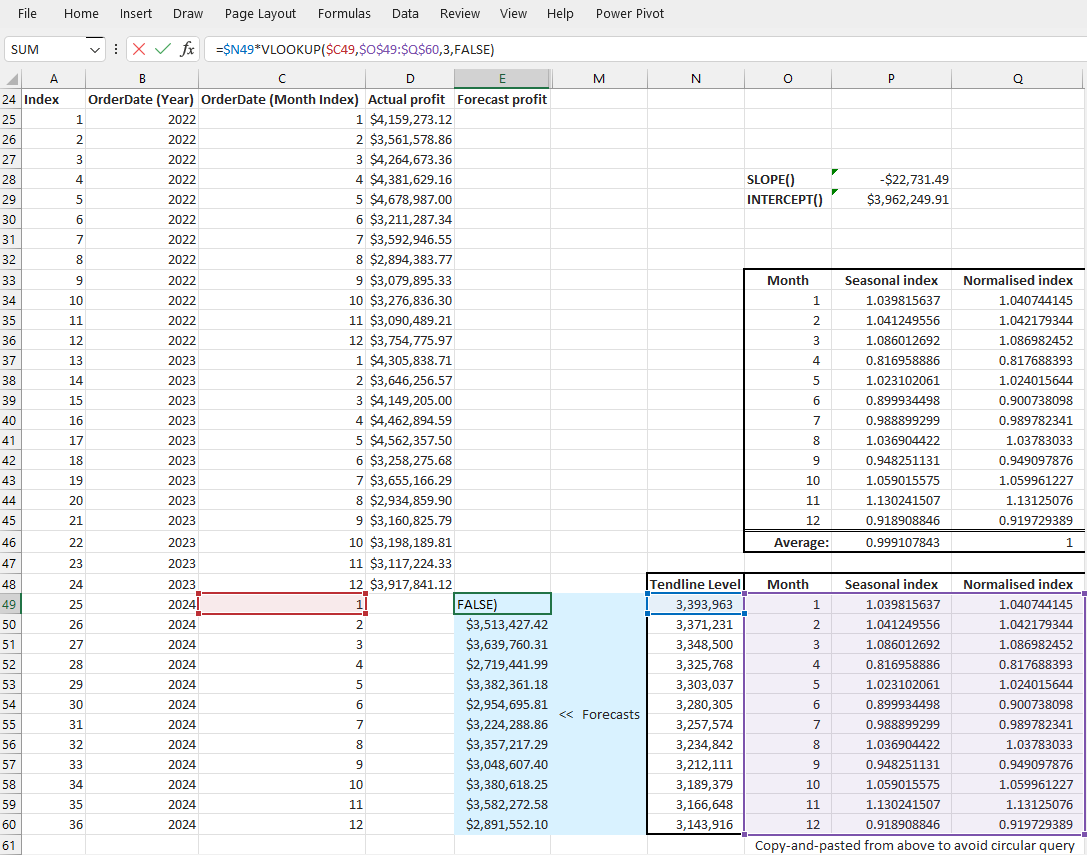 File Home Insert Draw Page Layout Formulas Data Review View Help Power Pivot
SUM fx =$N49*VLOOKUP($C49,$O$49:$Q$60,3,FALSE)
A B C D E M N O P Q
24 Index OrderDate (Year) OrderDate (Month Index) Actual profit Forecast profit
25 1 2022 1 $4,159,273.12
26 2 2022 2 $3,561,578.86
27 3 2022 3 $4,264,673.36
28 4 2022 4 $4,381,629.16 SLOPE() -$22,731.49
29 5 2022 5 $4,678,987.00 INTERCEPT() $3,962,249.91
30 6 2022 6 $3,211,287.34
31 7 2022 7 $3,592,946.55
32 8 2022 8 $2,894,383.77
33 9 2022 9 $3,079,895.33 Month Seasonal index Normalised index
34 10 2022 10 $3,276,836.30 1 1.039815637 1.040744145
35 11 2022 11 $3,090,489.21 2 1.041249556 1.042179344
36 12 2022 12 $3,754,775.97 3 1.086012692 1.086982452
37 13 2023 1 $4,305,838.71 4 0.816958886 0.817688393
38 14 2023 2 $3,646,256.57 5 1.023102061 1.024015644
39 15 2023 3 $4,149,205.00 6 0.899934498 0.900738098
40 16 2023 4 $4,462,894.59 7 0.988899299 0.989782341
41 17 2023 5 $4,562,357.50 8 1.036904422 1.03783033
42 18 2023 6 $3,258,275.68 9 0.948251131 0.949097876
43 19 2023 7 $3,655,166.29 10 1.059015575 1.059961227
44 20 2023 8 $2,934,859.90 11 1.130241507 1.13125076
45 21 2023 9 $3,160,825.79 12 0.918908846 0.919729389
46 22 2023 10 $3,198,189.81 Average: 0.999107843 1
47 23 2023 11 $3,117,224.33
48 24 2023 12 $3,917,841.12 Tendline Level Month Seasonal index Normalised index
49 25 2024 1 FALSE) 3,393,963 1 1.039815637 1.040744145
50 26 2024 2 $3,513,427.42 3,371,231 2 1.041249556 1.042179344
51 27 2024 3 $3,639,760.31 3,348,500 3 1.086012692 1.086982452
52 28 2024 4 $2,719,441.99 3,325,768 4 0.816958886 0.817688393
53 29 2024 5 $3,382,361.18 3,303,037 5 1.023102061 1.024015644
54 30 2024 6 $2,954,695.81 3,280,305 6 0.899934498 0.900738098
55 31 2024 7 $3,224,288.86 << Forecasts 3,257,574 7 0.988899299 0.989782341
56 32 2024 8 $3,357,217.29 3,234,842 8 1.036904422 1.03783033
57 33 2024 9 $3,048,607.40 3,212,111 9 0.948251131 0.949097876
58 34 2024 10 $3,380,618.25 3,189,379 10 1.059015575 1.059961227
59 35 2024 11 $3,582,272.58 3,166,648 11 1.130241507 1.13125076
60 36 2024 12 $2,891,552.10 3,143,916 12 0.918908846 0.919729389
61 Copy-and-pasted from above to avoid circular query